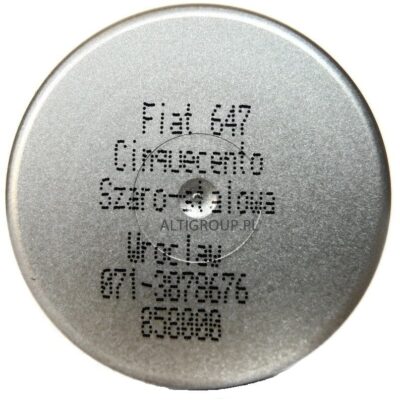 Fiat 647
Cinquecento
Szaro-stalowa
ALTIGROUP.PL
Wroclaw
071-3878676
858000